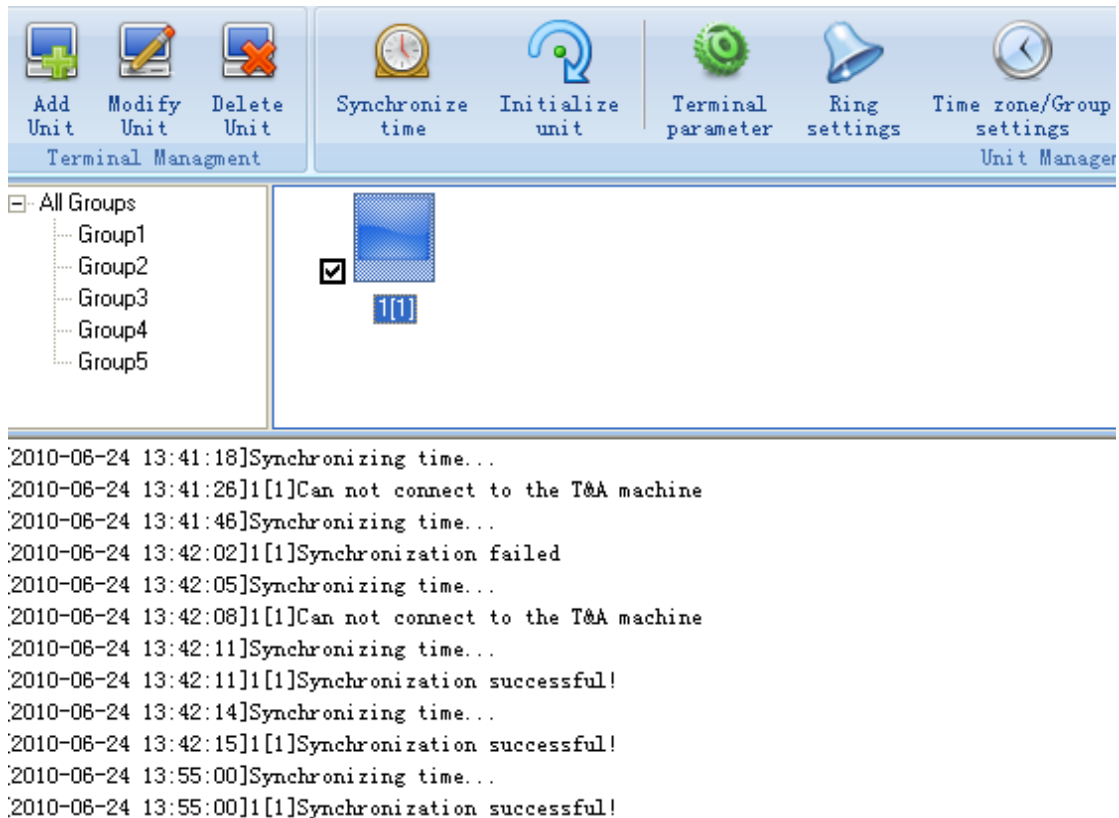 Add Unit
Modify Unit
Delete Unit
Synchronize time
Initialize unit
Terminal parameter
Ring settings
Time zone/Group settings
Terminal Managment
Unit Manager
All Groups
Group1
Group2
Group3
Group4
Group5
1[1]
[2010-06-24 13:41:18]Synchronizing time...
[2010-06-24 13:41:26]1[1]Can not connect to the T&A machine
[2010-06-24 13:41:46]Synchronizing time...
[2010-06-24 13:42:02]1[1]Synchronization failed
[2010-06-24 13:42:05]Synchronizing time...
[2010-06-24 13:42:08]1[1]Can not connect to the T&A machine
[2010-06-24 13:42:11]Synchronizing time...
[2010-06-24 13:42:11]1[1]Synchronization successful!
[2010-06-24 13:42:14]Synchronizing time...
[2010-06-24 13:42:15]1[1]Synchronization successful!
[2010-06-24 13:55:00]Synchronizing time...
[2010-06-24 13:55:00]1[1]Synchronization successful!